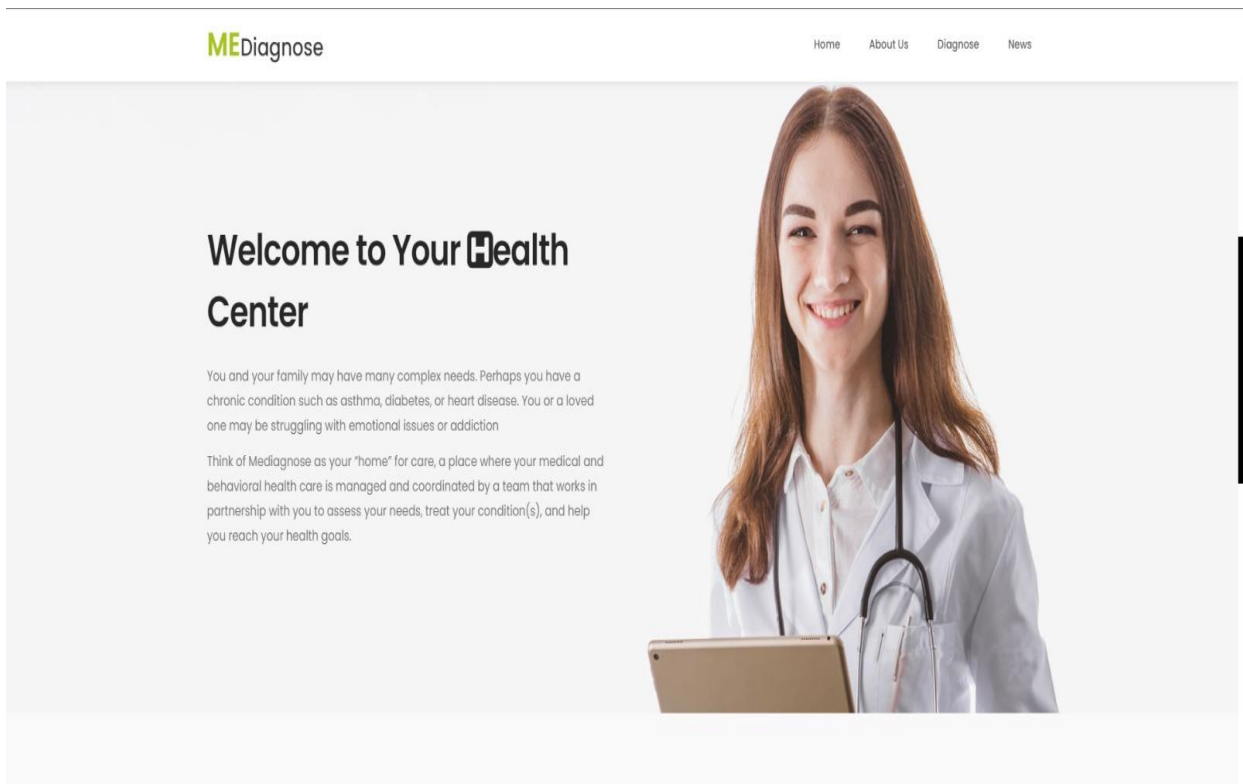 MEDiagnose
Home About Us Diagnose News
Welcome to Your Health
Center
You and your family may have many complex needs. Perhaps you have a
chronic condition such as asthma, diabetes, or heart disease. You or a loved
one may be struggling with emotional issues or addiction
Think of Mediagnose as your “home” for care, a place where your medical and
behavioral health care is managed and coordinated by a team that works in
partnership with you to assess your needs, treat your condition(s), and help
you reach your health goals.